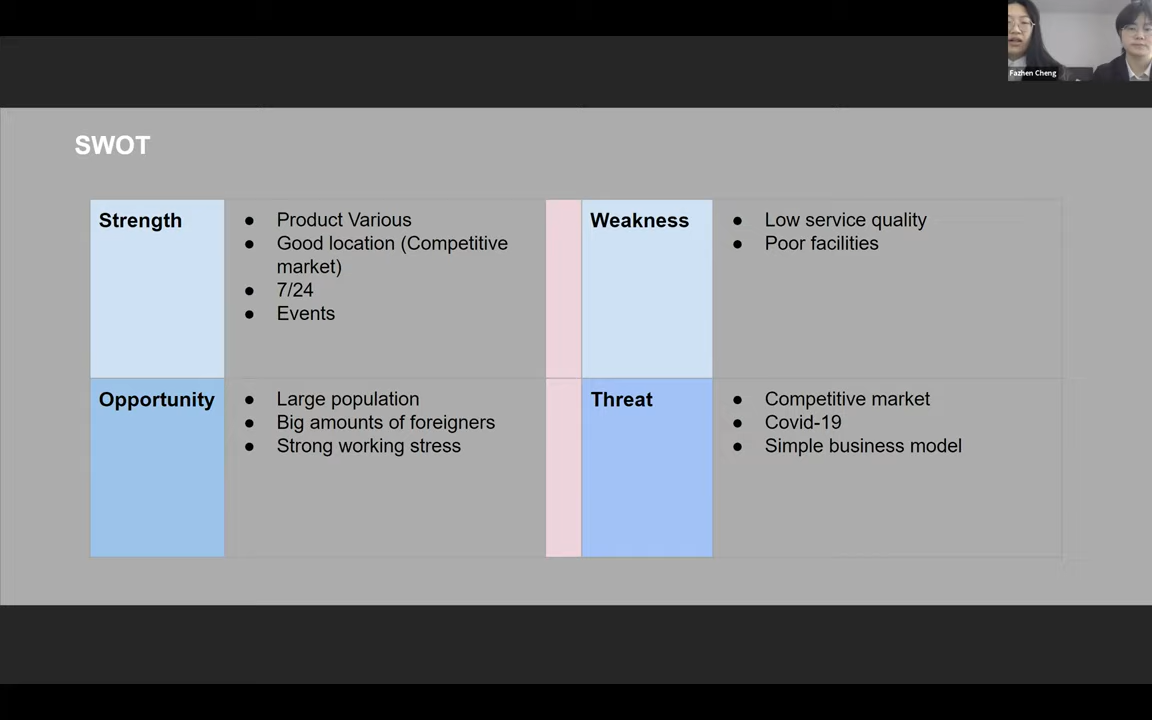 Fazhen Cheng
SWOT
Strength
● Product Various
● Good location (Competitive
market)
● 7/24
● Events
Weakness
● Low service quality
● Poor facilities
Opportunity
● Large population
● Big amounts of foreigners
● Strong working stress
Threat
● Competitive market
● Covid-19
● Simple business model